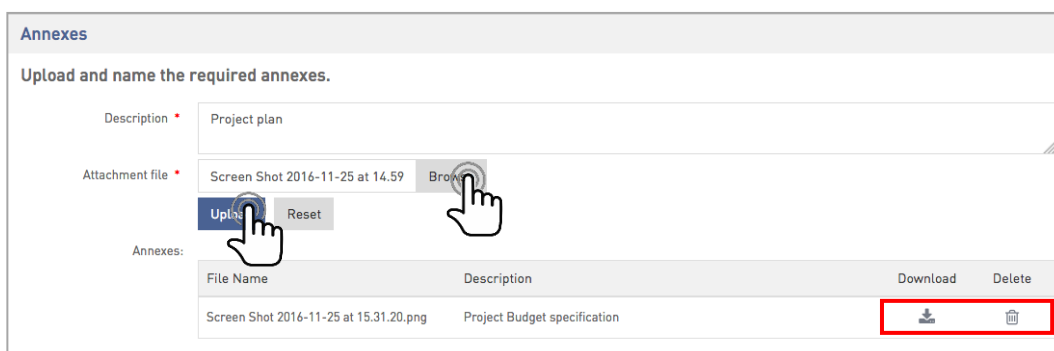 Annexes
Upload and name the required annexes.
Description *
Project plan
Attachment file *
Screen Shot 2016-11-25 at 14.59
Reset
Annexes:
File Name Description Download Delete
Screen Shot 2016-11-25 at 15.31.20.png Project Budget specification